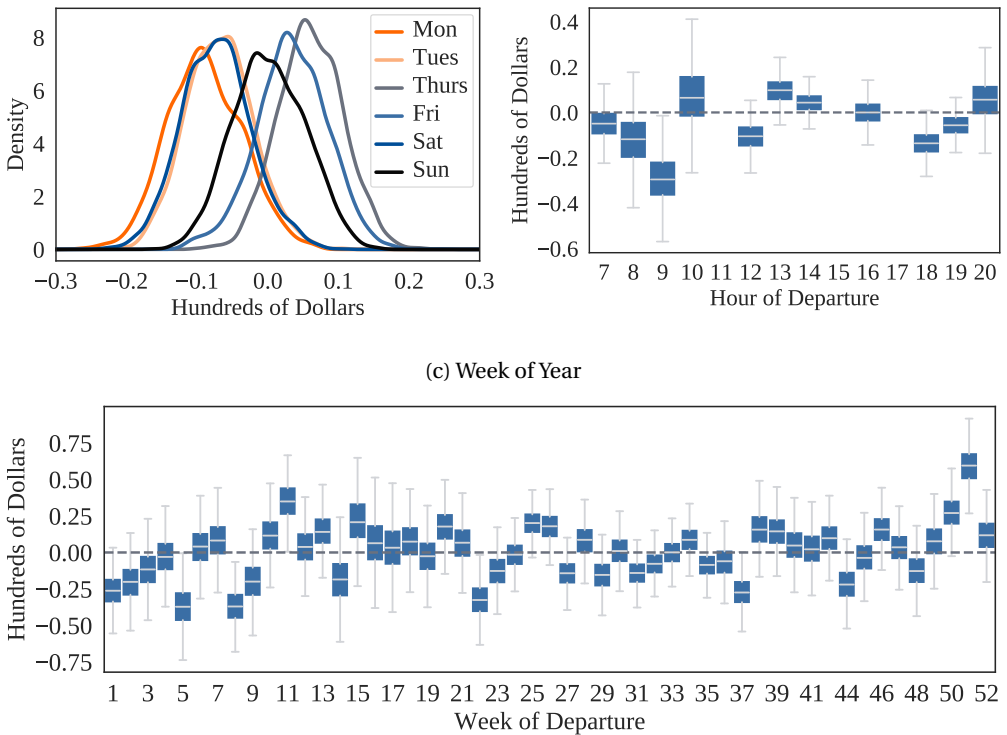 Density
8
6
4
2
0
−0.3 −0.2 −0.1 0.0 0.1 0.2 0.3
Hundreds of Dollars
Mon
Tues
Thurs
Fri
Sat
Sun
Hundreds of Dollars
0.4
0.2
0.0
−0.2
−0.4
−0.6
7 8 9 10 11 12 13 14 15 16 17 18 19 20
Hour of Departure
(c) Week of Year
Hundreds of Dollars
0.75
0.50
0.25
0.00
−0.25
−0.50
−0.75
1 3 5 7 9 11 13 15 17 19 21 23 25 27 29 31 33 35 37 39 41 44 46 48 50 52
Week of Departure